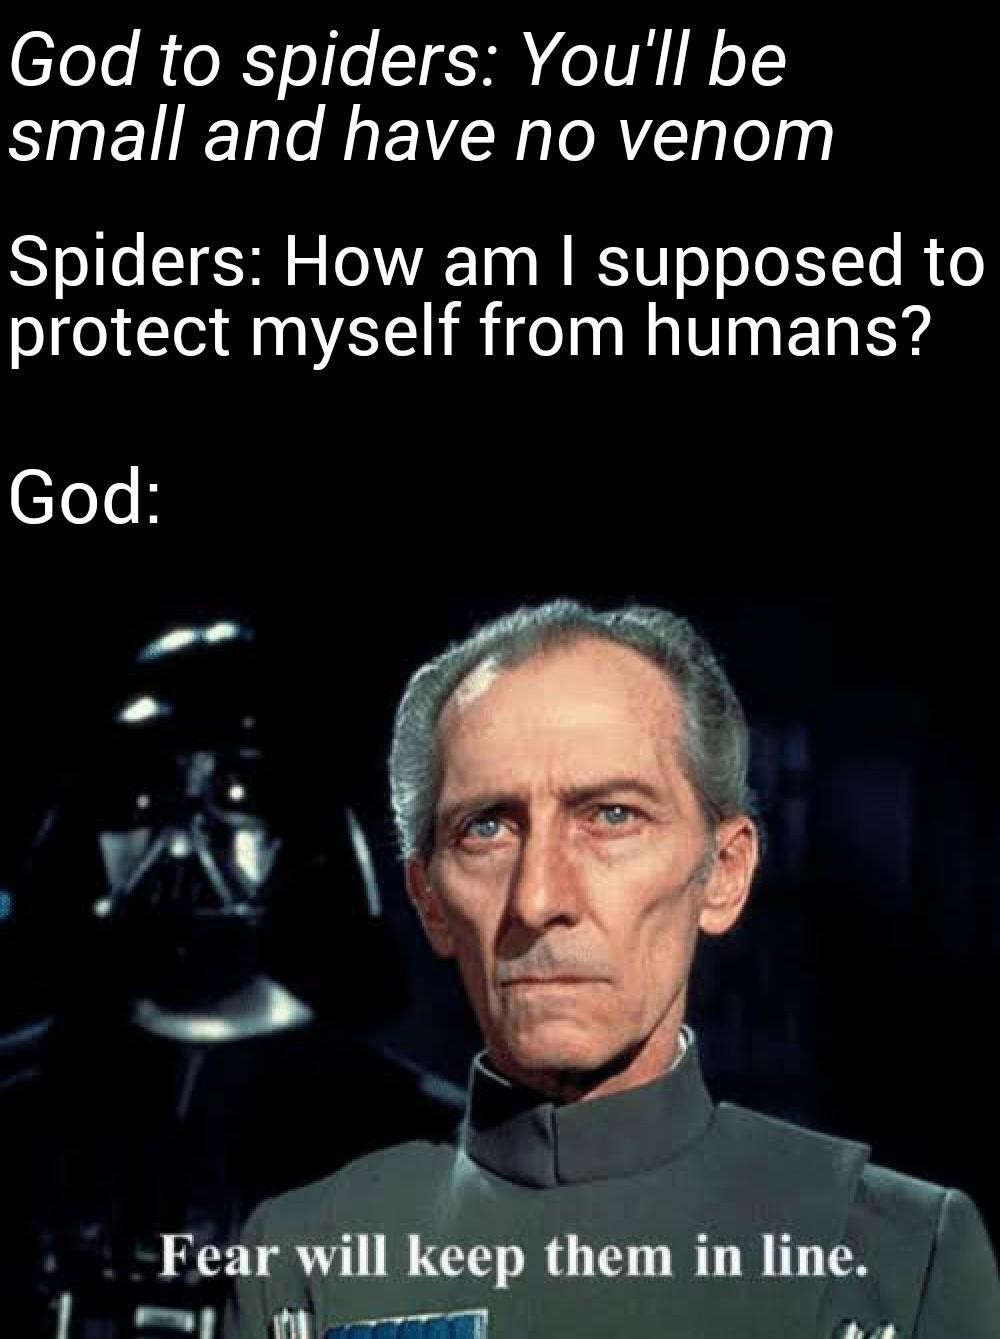 God to spiders: You'll be
small and have no venom
Spiders: How am I supposed to
protect myself from humans?
God:
Fear will keep them in line.